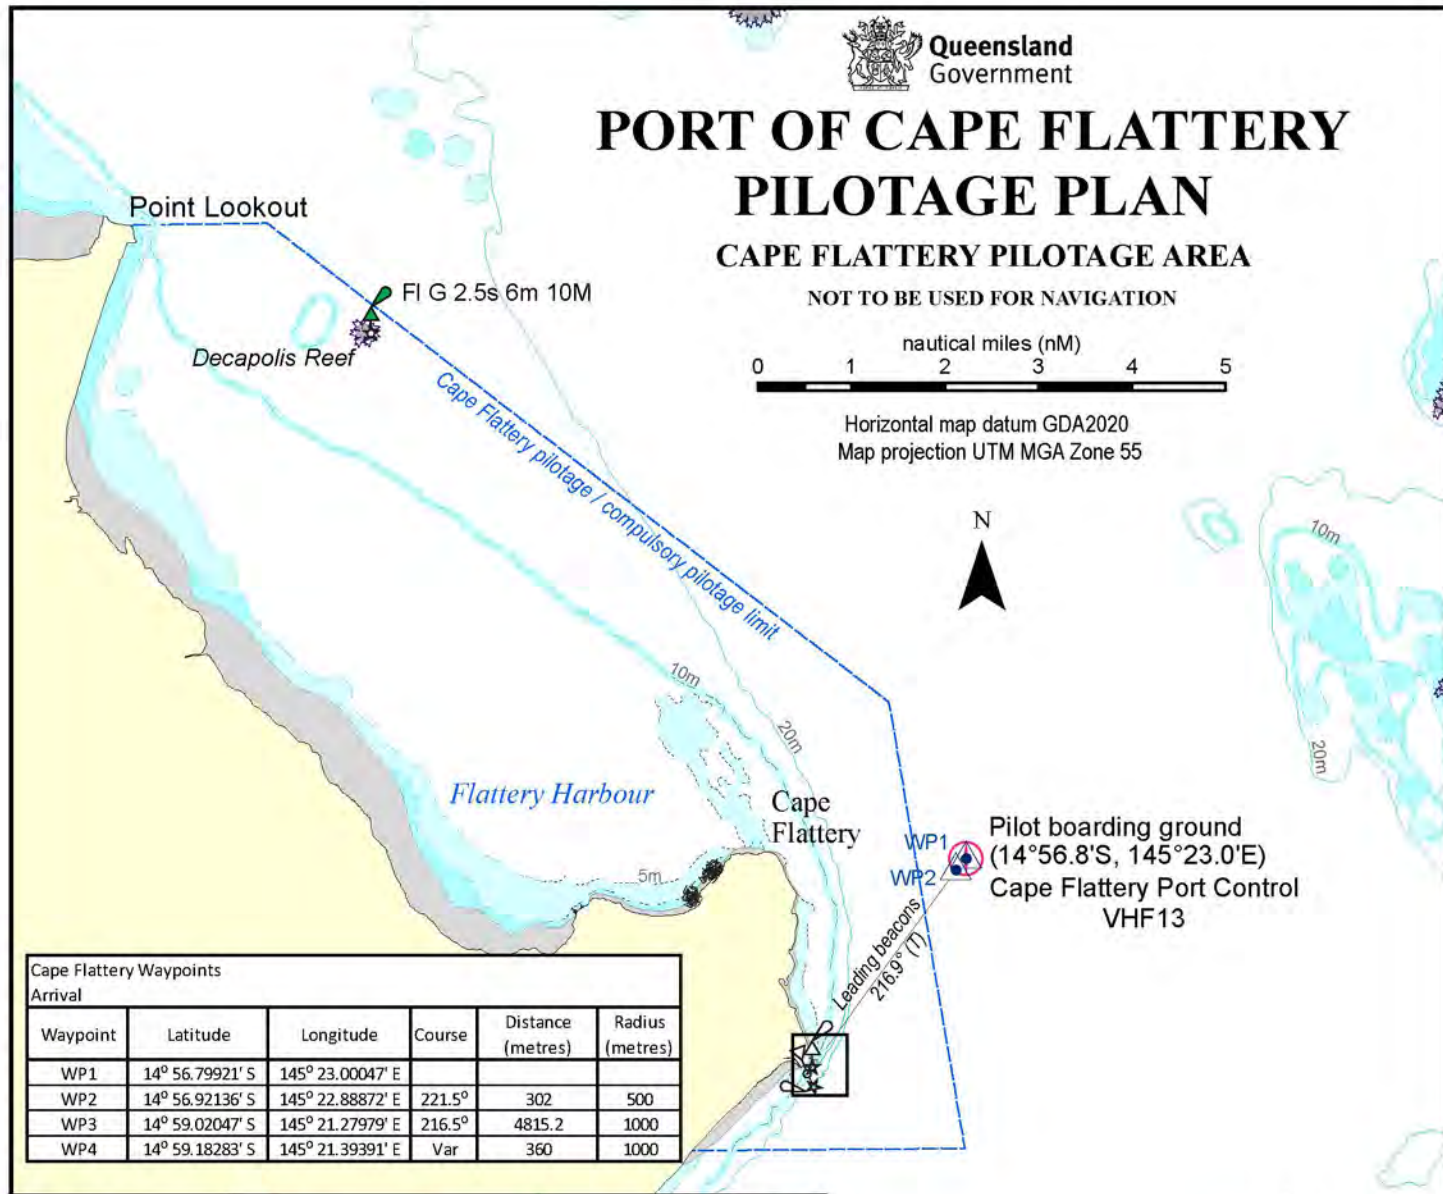 Queensland
Government
PORT OF CAPE FLATTERY
PILOTAGE PLAN
CAPE FLATTERY PILOTAGE AREA
NOT TO BE USED FOR NAVIGATION
nautical miles (nM)
0 1 2 3 4 5
Horizontal map datum GDA2020
Map projection UTM MGA Zone 55
N
Point Lookout
Fl G 2.5s 6m 10M
Decapolis Reef
Cape Flattery pilotage / compulsory pilotage limit
10m
20m
10m
20m
Flattery Harbour
Cape
Flattery
5m
WP1
WP2
Pilot boarding ground
(14°56.8'S, 145°23.0'E)
Cape Flattery Port Control
VHF13
Leading beacons
216.9° (T)
Cape Flattery Waypoints
Arrival
Waypoint Latitude Longitude Course Distance (metres) Radius (metres)
WP1 14° 56.79921' S 145° 23.00047' E
WP2 14° 56.92136' S 145° 22.88872' E 221.5° 302 500
WP3 14° 59.02047' S 145° 21.27979' E 216.5° 4815.2 1000
WP4 14° 59.18283' S 145° 21.39391' E Var 360 1000